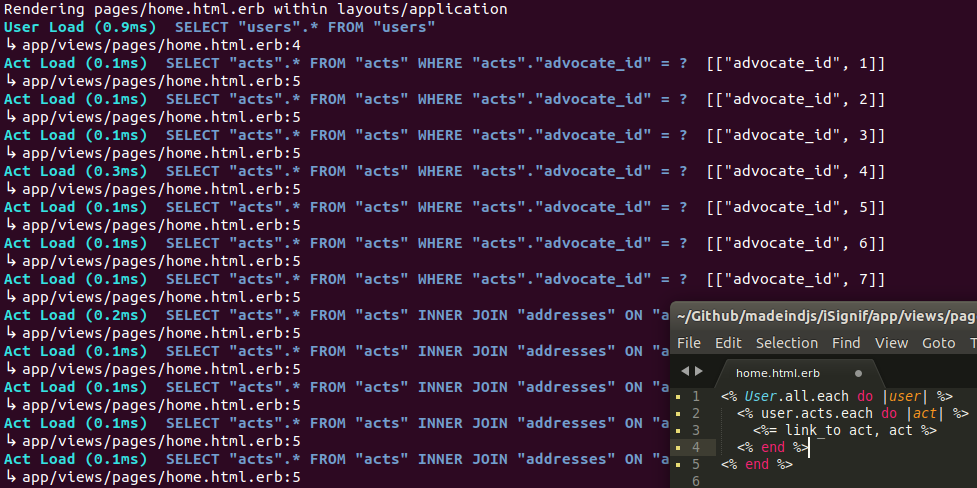 Rendering pages/home.html.erb within layouts/application
User Load (0.9ms)  SELECT "users".* FROM "users"
↳ app/views/pages/home.html.erb:4
Act Load (0.1ms)  SELECT "acts".* FROM "acts" WHERE "acts"."advocate_id" = ?  [["advocate_id", 1]]
↳ app/views/pages/home.html.erb:5
Act Load (0.1ms)  SELECT "acts".* FROM "acts" WHERE "acts"."advocate_id" = ?  [["advocate_id", 2]]
↳ app/views/pages/home.html.erb:5
Act Load (0.1ms)  SELECT "acts".* FROM "acts" WHERE "acts"."advocate_id" = ?  [["advocate_id", 3]]
↳ app/views/pages/home.html.erb:5
Act Load (0.3ms)  SELECT "acts".* FROM "acts" WHERE "acts"."advocate_id" = ?  [["advocate_id", 4]]
↳ app/views/pages/home.html.erb:5
Act Load (0.1ms)  SELECT "acts".* FROM "acts" WHERE "acts"."advocate_id" = ?  [["advocate_id", 5]]
↳ app/views/pages/home.html.erb:5
Act Load (0.1ms)  SELECT "acts".* FROM "acts" WHERE "acts"."advocate_id" = ?  [["advocate_id", 6]]
↳ app/views/pages/home.html.erb:5
Act Load (0.1ms)  SELECT "acts".* FROM "acts" WHERE "acts"."advocate_id" = ?  [["advocate_id", 7]]
↳ app/views/pages/home.html.erb:5
Act Load (0.2ms)  SELECT "acts".* FROM "acts" INNER JOIN "addresses" ON "a
↳ app/views/pages/home.html.erb:5
Act Load (0.1ms)  SELECT "acts".* FROM "acts" INNER JOIN "addresses" ON "a
↳ app/views/pages/home.html.erb:5
Act Load (0.1ms)  SELECT "acts".* FROM "acts" INNER JOIN "addresses" ON "a
↳ app/views/pages/home.html.erb:5
Act Load (0.1ms)  SELECT "acts".* FROM "acts" INNER JOIN "addresses" ON "a
↳ app/views/pages/home.html.erb:5
Act Load (0.1ms)  SELECT "acts".* FROM "acts" INNER JOIN "addresses" ON "a
↳ app/views/pages/home.html.erb:5
~/Github/madeindjs/iSignif/app/views/pag
File Edit Selection Find View Goto T
home.html.erb
1 <% User.all.each do |user| %>
2   <% user.acts.each do |act| %>
3     <%= link_to act, act %>
4   <% end %>
5 <% end %>
6